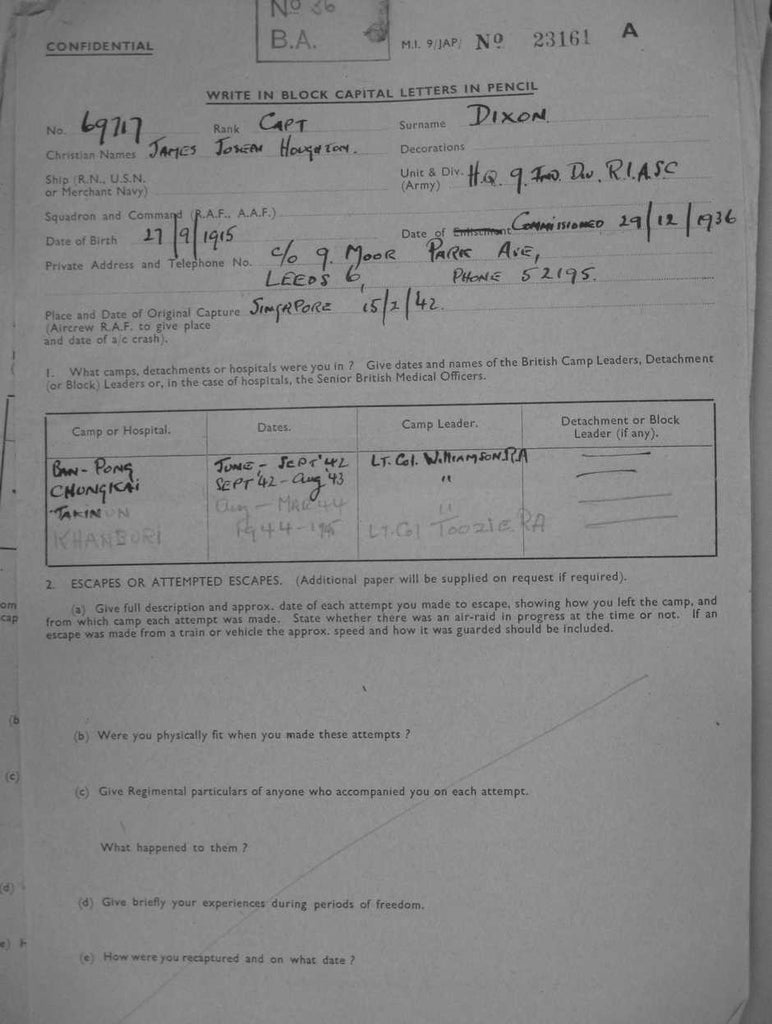 No 36
B.A.
CONFIDENTIAL
M.I. 9/JAP/ No 23161 A
WRITE IN BLOCK CAPITAL LETTERS IN PENCIL
No. 69717 Rank CAPT Surname DIXON
Christian Names JAMES JOSEPH HOUGHTON. Decorations
Ship (R.N., U.S.N. or Merchant Navy)
Unit & Div. (Army) H.Q. 9. IND. DIV. R.I.A.S.C
Squadron and Command (R.A.F., A.A.F.)
Date of Birth 27/9/1915 Date of Enlistment COMMISSIONED 29/12/1936
Private Address and Telephone No. C/o 9. MOOR PARK AVE,
LEEDS 6, PHONE 52195.
Place and Date of Original Capture SINGAPORE 15/2/42.
(Aircrew R.A.F. to give place
and date of a/c crash).
1. What camps, detachments or hospitals were you in ? Give dates and names of the British Camp Leaders, Detachment
(or Block) Leaders or, in the case of hospitals, the Senior British Medical Officers.
Camp or Hospital. Dates. Camp Leader. Detachment or Block Leader (if any).
BAN-PONG JUNE - SEPT '42 LT. Col. WILLIAMSON. RA
CHUNGKAI SEPT '42 - Aug '43 "
TAKINUN Aug - MAR 44 "
KHANBURI 1944 - LT. Col TOOZIE. RA
2. ESCAPES OR ATTEMPTED ESCAPES. (Additional paper will be supplied on request if required).
(a) Give full description and approx. date of each attempt you made to escape, showing how you left the camp, and
from which camp each attempt was made. State whether there was an air-raid in progress at the time or not. If an
escape was made from a train or vehicle the approx. speed and how it was guarded should be included.
om
cap
(b
(b) Were you physically fit when you made these attempts ?
(c)
(c) Give Regimental particulars of anyone who accompanied you on each attempt.
What happened to them ?
(d)
(d) Give briefly your experiences during periods of freedom.
e) H
(e) How were you recaptured and on what date ?